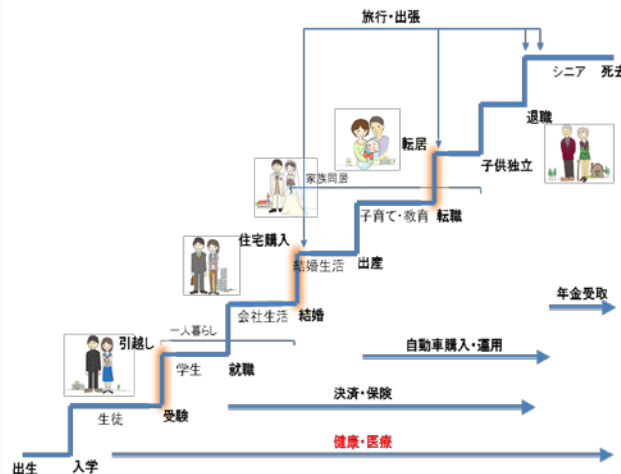 旅行・出張
シニア 死去
退職
転居
子供独立
家族同居
子育て・教育 転職
住宅購入
結婚生活 出産
年金受取
会社生活 結婚
一人暮らし
引越し
学生 就職
自動車購入・運用
生徒 受験
決済・保険
健康・医療
出生 入学